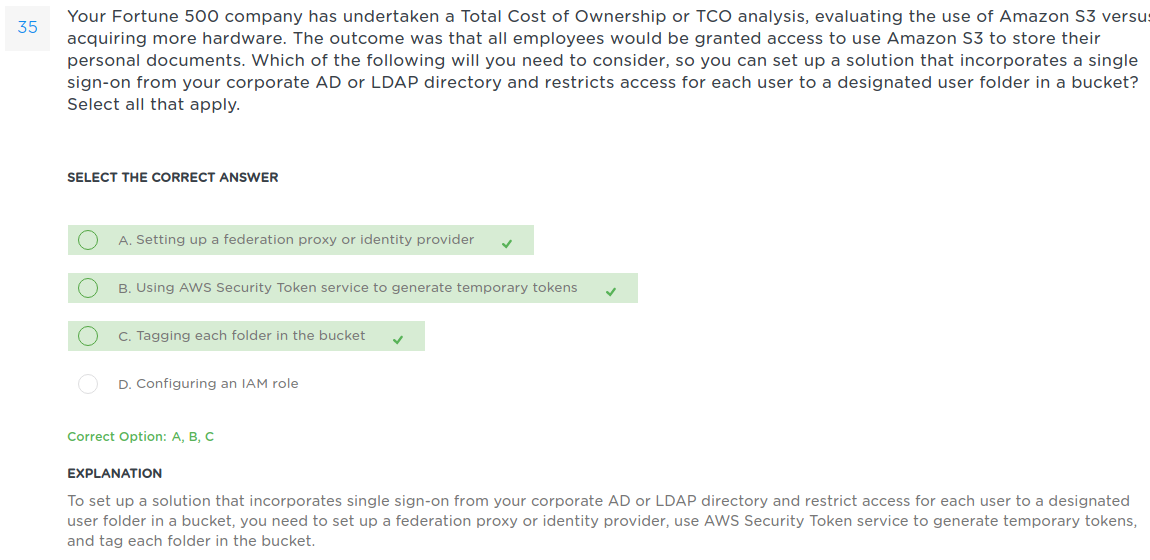 35
Your Fortune 500 company has undertaken a Total Cost of Ownership or TCO analysis, evaluating the use of Amazon S3 versus
acquiring more hardware. The outcome was that all employees would be granted access to use Amazon S3 to store their
personal documents. Which of the following will you need to consider, so you can set up a solution that incorporates a single
sign-on from your corporate AD or LDAP directory and restricts access for each user to a designated user folder in a bucket?
Select all that apply.
SELECT THE CORRECT ANSWER
A. Setting up a federation proxy or identity provider
B. Using AWS Security Token service to generate temporary tokens
C. Tagging each folder in the bucket
D. Configuring an IAM role
Correct Option: A, B, C
EXPLANATION
To set up a solution that incorporates single sign-on from your corporate AD or LDAP directory and restrict access for each user to a designated
user folder in a bucket, you need to set up a federation proxy or identity provider, use AWS Security Token service to generate temporary tokens,
and tag each folder in the bucket.